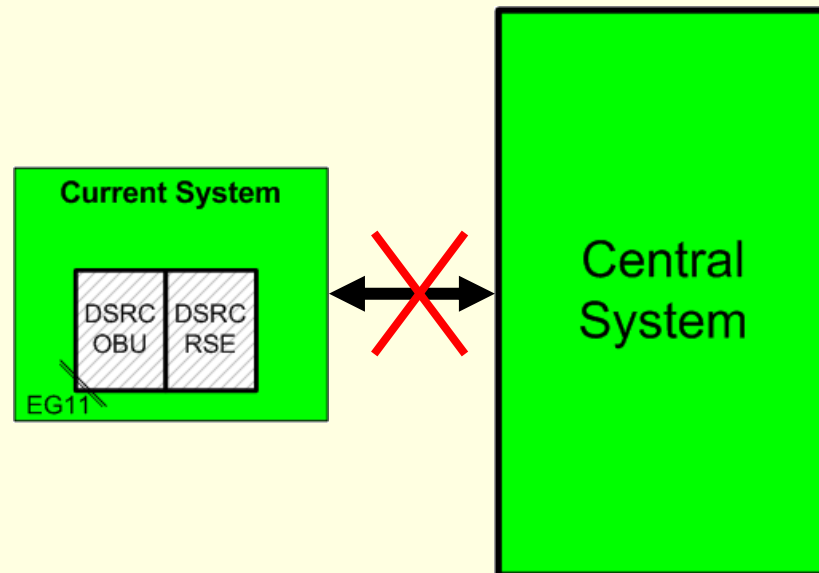 Current System
DSRC DSRC
OBU RSE
EG11
Central
System